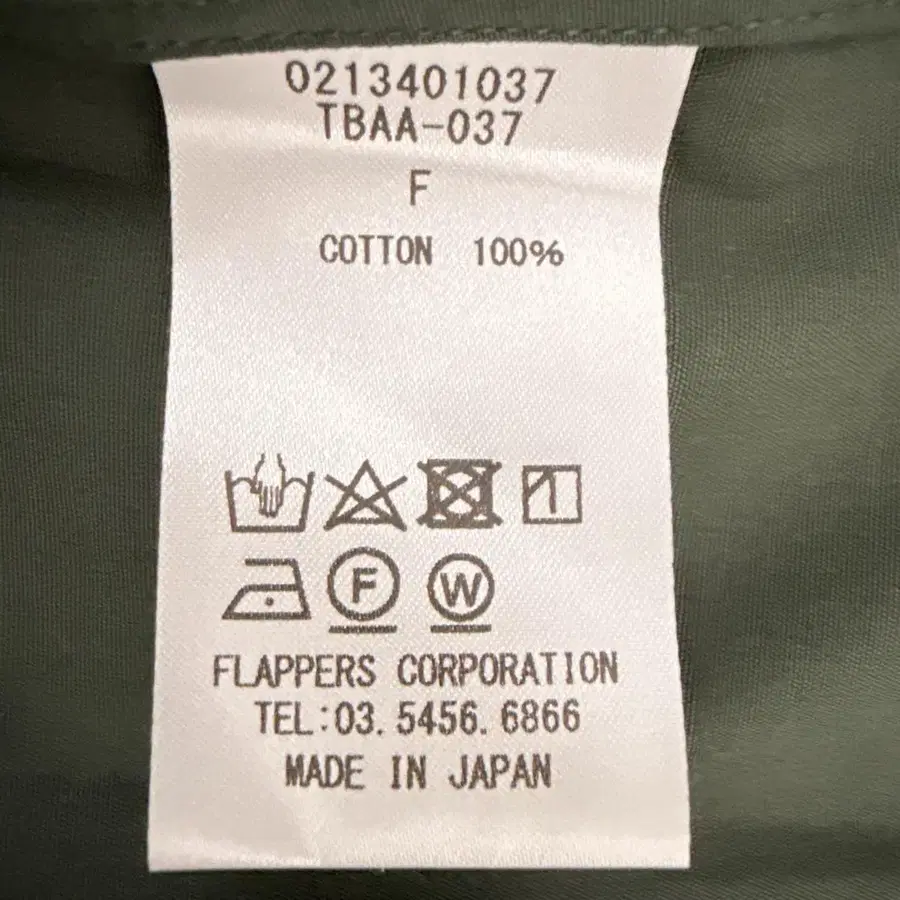 0213401037
TBAA-037
F
COTTON 100%
F W
FLAPPERS CORPORATION
TEL:03.5456.6866
MADE IN JAPAN